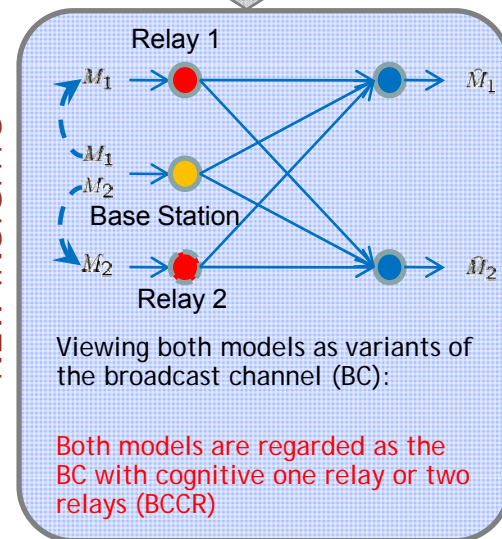 Relay 1
M₁
M̂₁
M₁
M₂
Base Station
M₂
M̂₂
Relay 2
Viewing both models as variants of
the broadcast channel (BC):
Both models are regarded as the
BC with cognitive one relay or two
relays (BCCR)